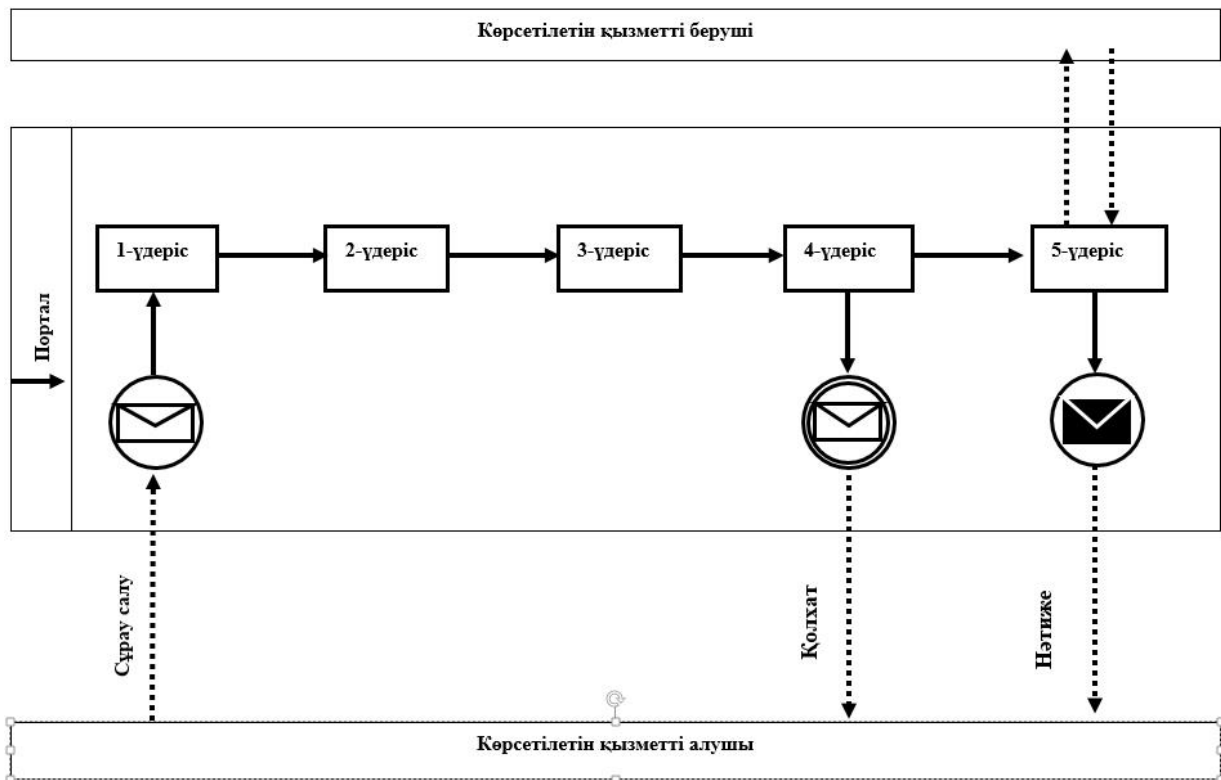 Көрсетілетін қызметті беруші
Портал
1-үдеріс
2-үдеріс
3-үдеріс
4-үдеріс
5-үдеріс
Сұрау салу
Қолхат
Нәтиже
Көрсетілетін қызметті алушы